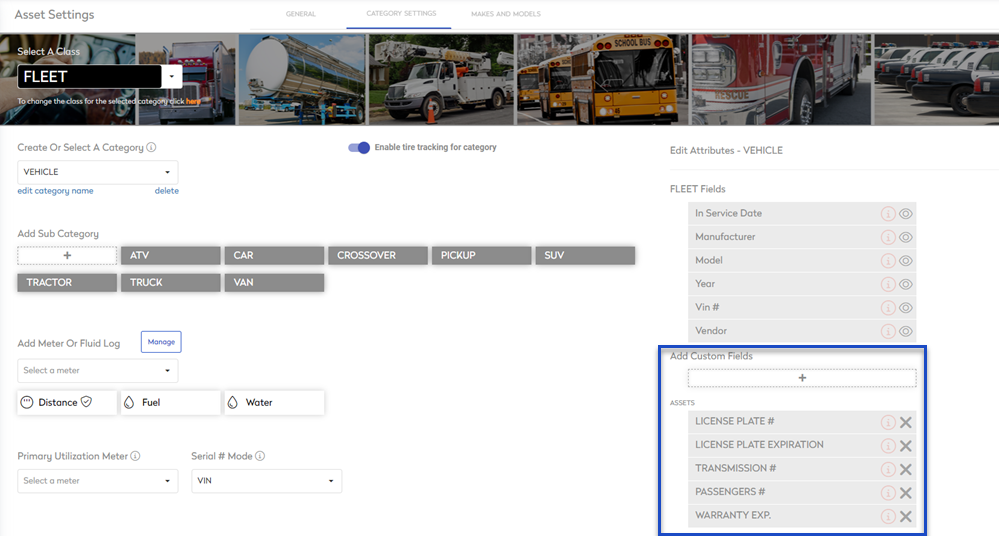 Asset Settings
GENERAL
CATEGORY SETTINGS
MAKES AND MODELS
Select A Class
FLEET
To change the class for the selected category click here
SCHOOL BUS
RESCUE
Create Or Select A Category
VEHICLE
edit category name
delete
Enable tire tracking for category
Add Sub Category
+
ATV
CAR
CROSSOVER
PICKUP
SUV
TRACTOR
TRUCK
VAN
Add Meter Or Fluid Log
Manage
Select a meter
Distance
Fuel
Water
Primary Utilization Meter
Select a meter
Serial # Mode
VIN
Edit Attributes - VEHICLE
FLEET Fields
In Service Date
Manufacturer
Model
Year
Vin #
Vendor
Add Custom Fields
+
ASSETS
LICENSE PLATE #
LICENSE PLATE EXPIRATION
TRANSMISSION #
PASSENGERS #
WARRANTY EXP.